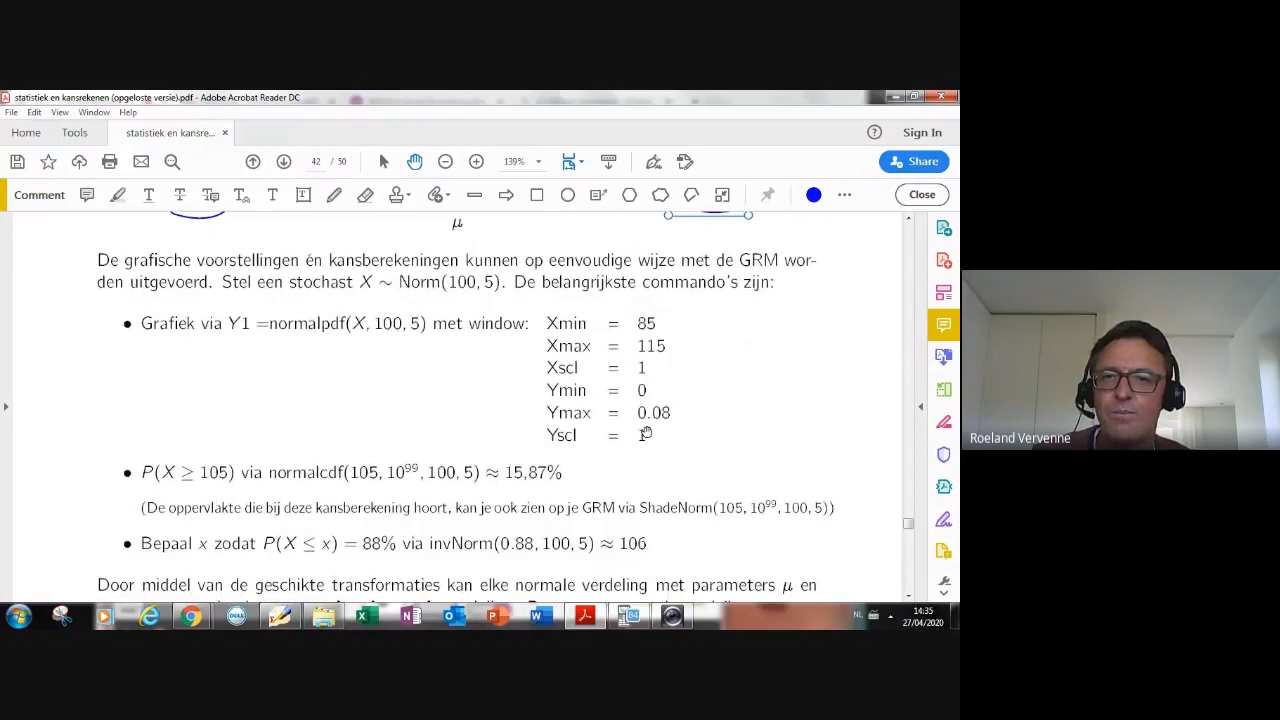 statistiek en kansrekenen (opgeloste versie).pdf - Adobe Acrobat Reader DC
File Edit View Window Help
Home Tools statistiek en kansre... × Sign In
42 / 50 139% Share
Comment Close
μ
De grafische voorstellingen én kansberekeningen kunnen op eenvoudige wijze met de GRM wor-
den uitgevoerd. Stel een stochast X ∼ Norm(100, 5). De belangrijkste commando's zijn:
• Grafiek via Y1 =normalpdf(X, 100, 5) met window: Xmin = 85
Xmax = 115
Xscl = 1
Ymin = 0
Ymax = 0.08
Yscl = 1
• P(X ≥ 105) via normalcdf(105, 10⁹⁹, 100, 5) ≈ 15,87%
(De oppervlakte die bij deze kansberekening hoort, kan je ook zien op je GRM via ShadeNorm(105, 10⁹⁹, 100, 5))
• Bepaal x zodat P(X ≤ x) = 88% via invNorm(0.88, 100, 5) ≈ 106
Door middel van de geschikte transformaties kan elke normale verdeling met parameters μ en
NL 14:35
27/04/2020
Roeland Vervenne